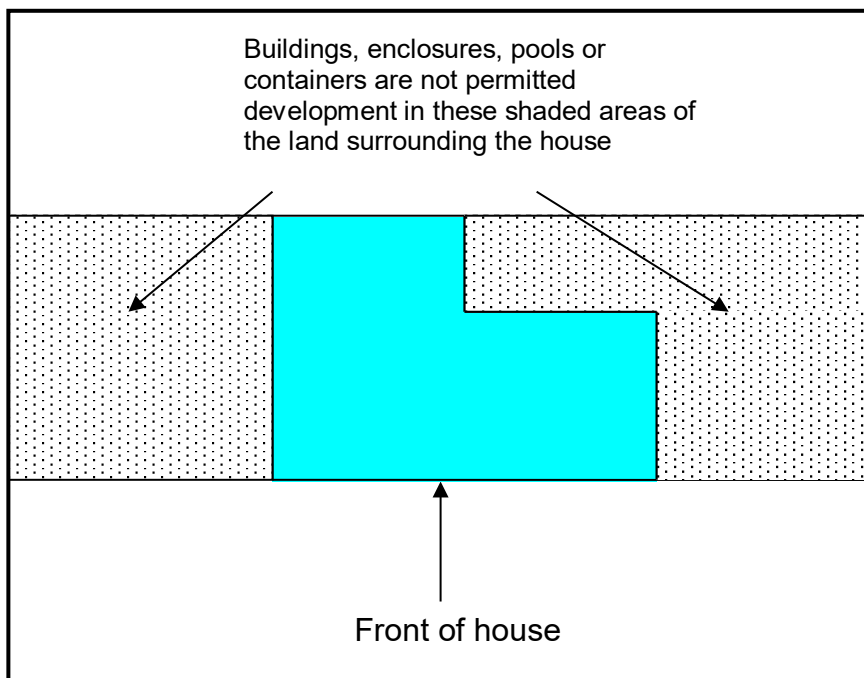 Buildings, enclosures, pools or
containers are not permitted
development in these shaded areas of
the land surrounding the house
Front of house